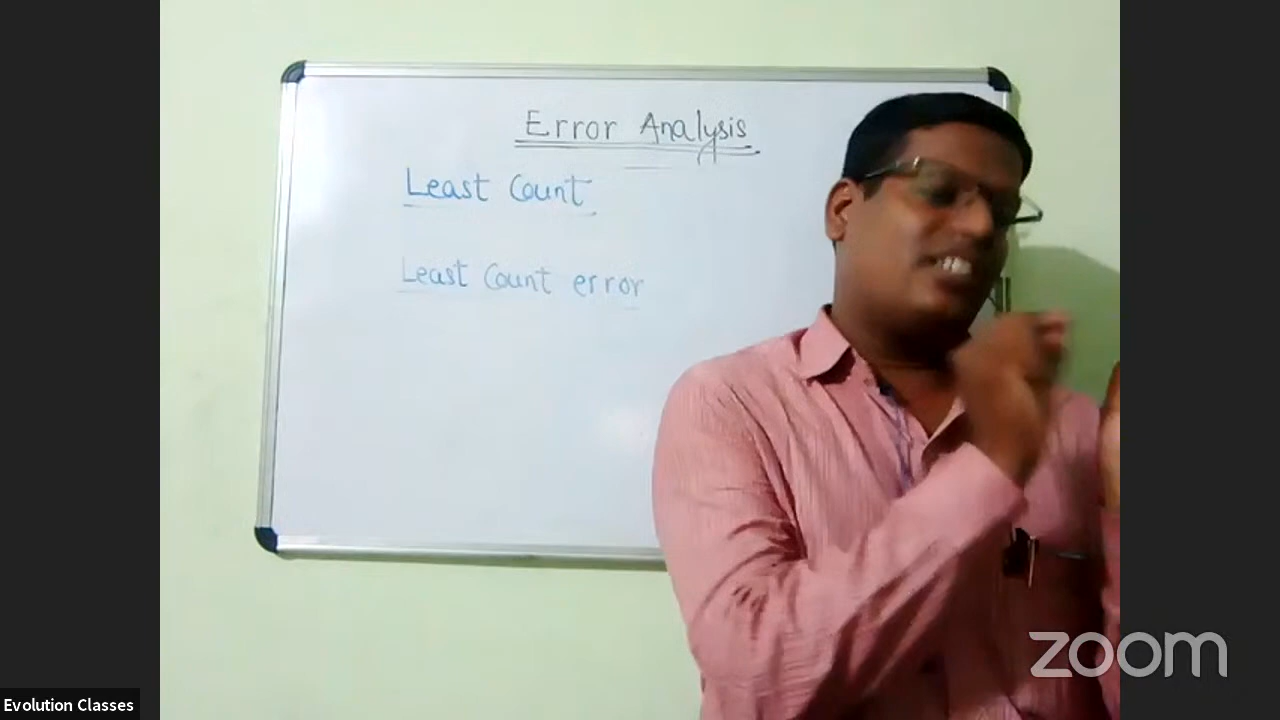 Error Analysis
Least Count
Least Count error
zoom
Evolution Classes